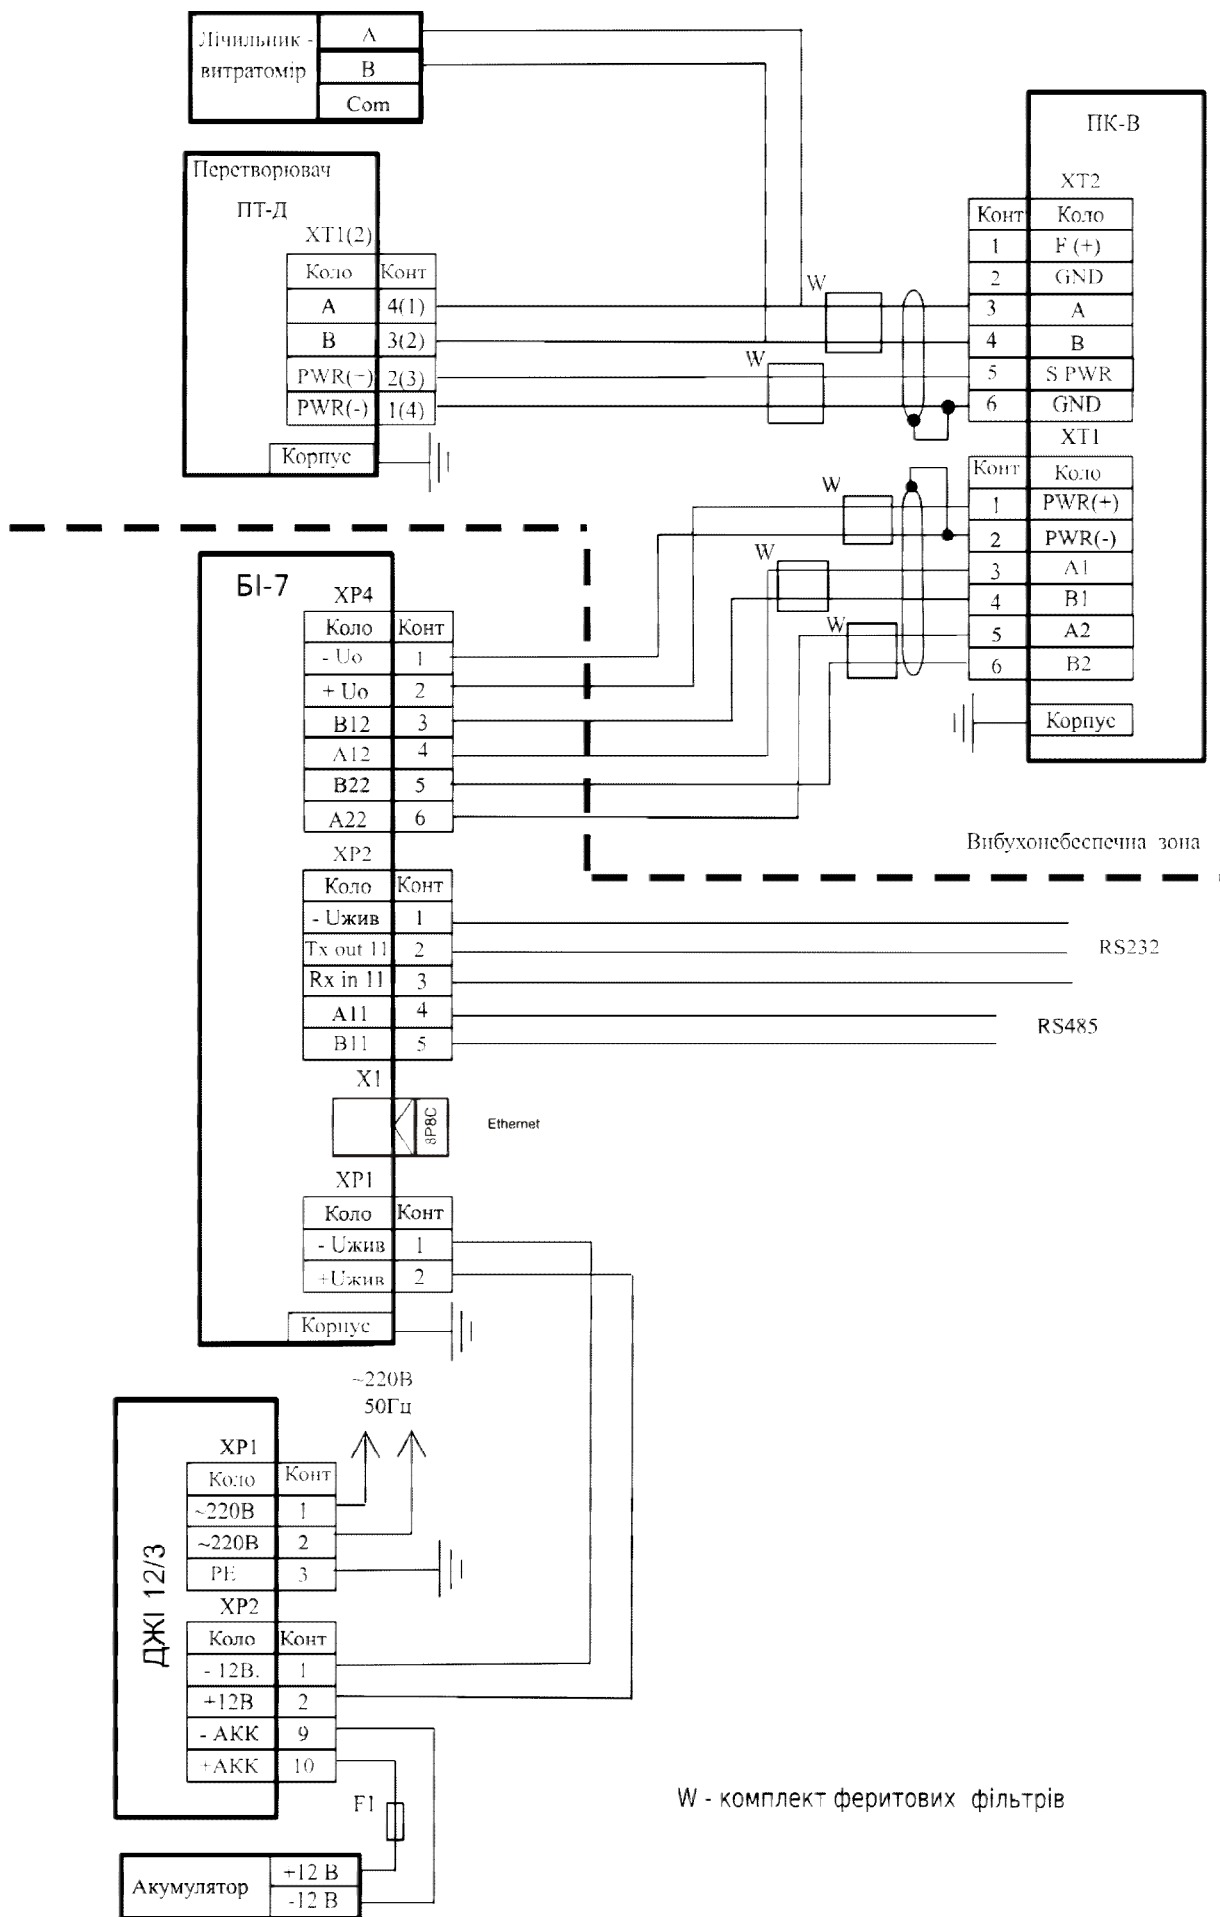 Лічильник - A
витратомір B
Com
ПК-В
XT2
Конт Коло
1 F (+)
2 GND
3 A
4 B
5 S PWR
6 GND
XT1
Конт Коло
1 PWR(+)
2 PWR(-)
3 A1
4 B1
5 A2
6 B2
Корпус
Перетворювач
ПТ-Д
XT1(2)
Коло Конт
A 4(1)
B 3(2)
PWR(+) 2(3)
PWR(-) 1(4)
Корпус
W
W
W
W
W
Вибухонебеспечна зона
БІ-7
XP4
Коло Конт
- Uo 1
+ Uo 2
B12 3
A12 4
B22 5
A22 6
XP2
Коло Конт
- Uжив 1
Tx out 11 2
Rx in 11 3
A11 4
B11 5
RS232
RS485
X1
8P8C
Ethernet
XP1
Коло Конт
- Uжив 1
+Uжив 2
Корпус
~220В
50Гц
ДЖІ 12/3
XP1
Коло Конт
~220В 1
~220В 2
PE 3
XP2
Коло Конт
- 12В. 1
+12В 2
- АКК 9
+АКК 10
F1
Акумулятор +12 В
-12 В
W - комплект феритових фільтрів